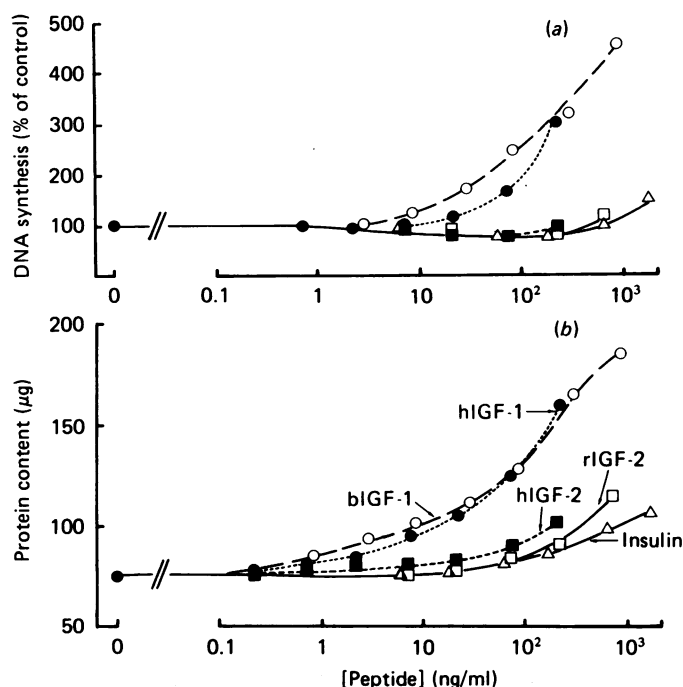 (a)
DNA synthesis (% of control)
500
400
300
200
100
0
0
0.1
1
10
10²
10³
(b)
Protein content (µg)
200
150
100
50
hIGF-1
bIGF-1
hIGF-2
rIGF-2
Insulin
0
0.1
1
10
10²
10³
[Peptide] (ng/ml)